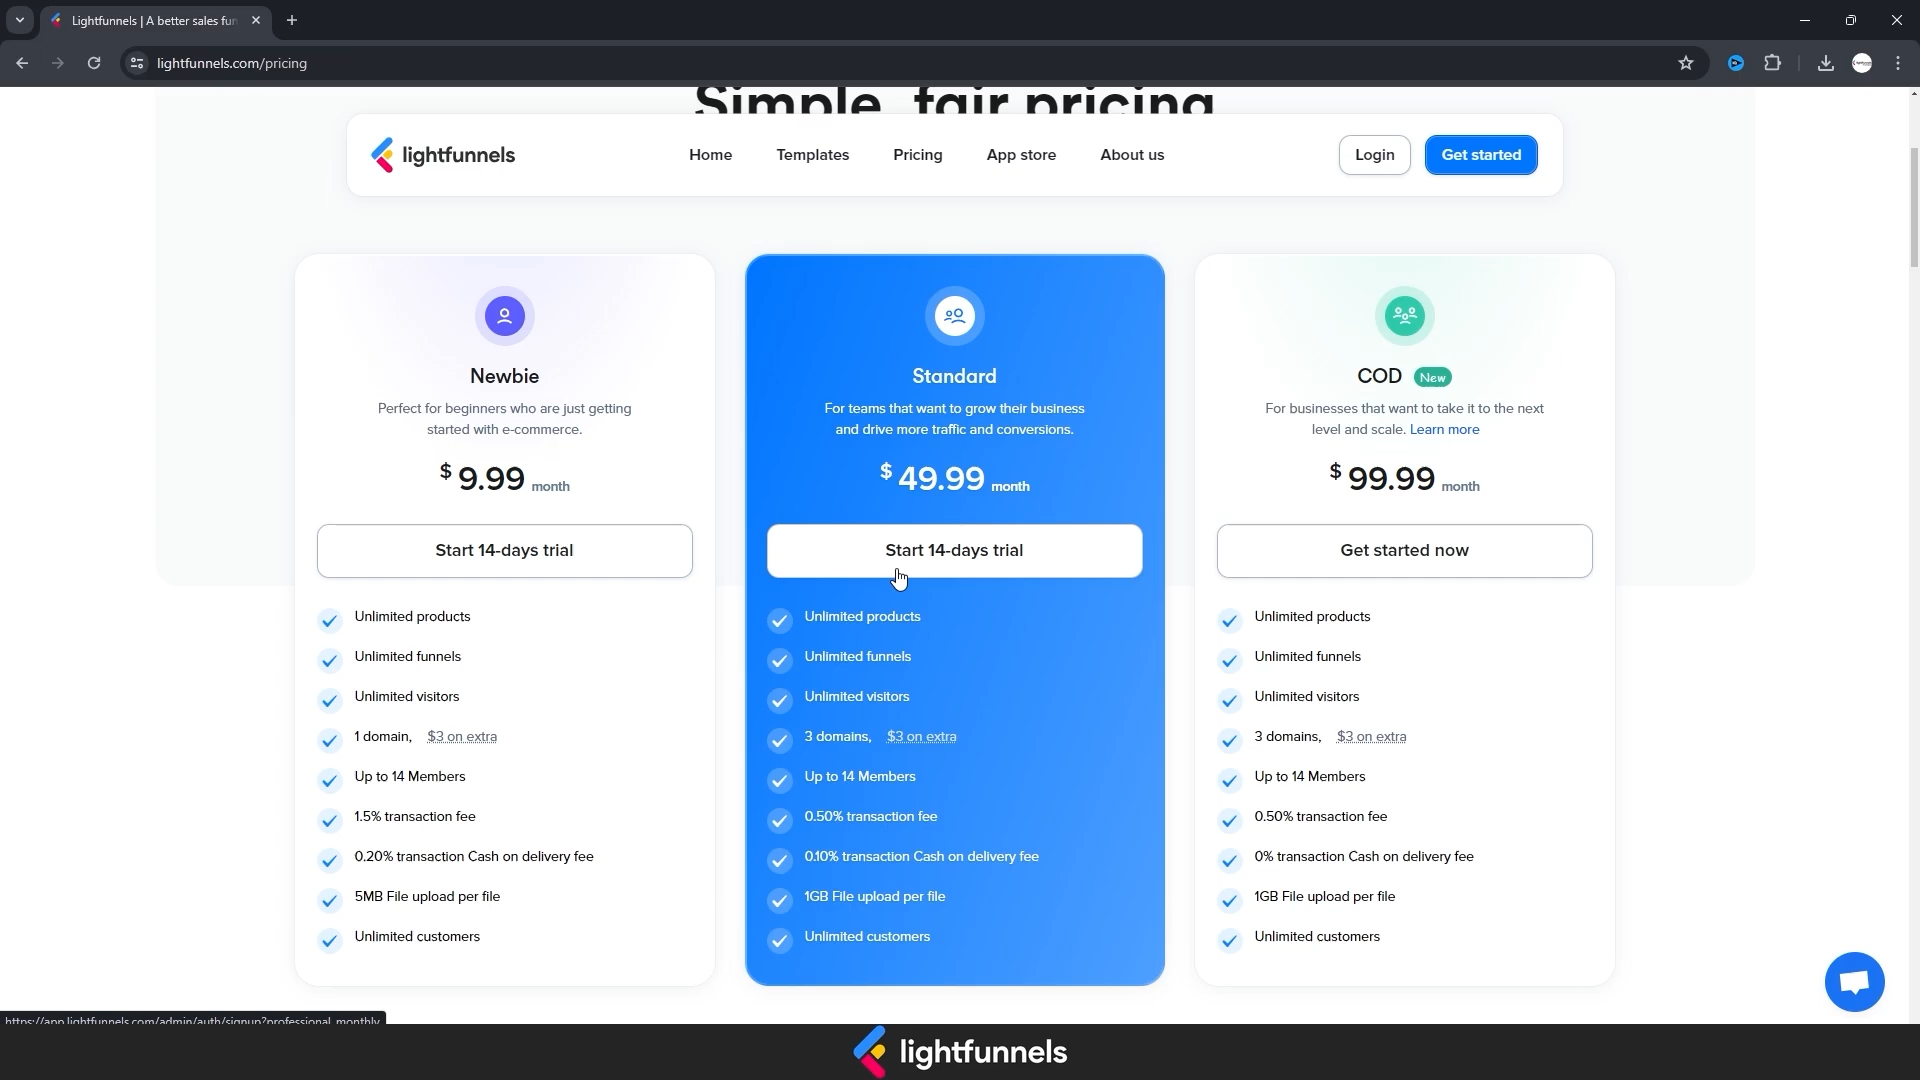 Lightfunnels | A better sales fun
lightfunnels.com/pricing
Simple, fair pricing
lightfunnels
Home
Templates
Pricing
App store
About us
Login
Get started
Newbie
Perfect for beginners who are just getting
started with e-commerce.
$ 9.99 month
Start 14-days trial
Unlimited products
Unlimited funnels
Unlimited visitors
1 domain, $3 on extra
Up to 14 Members
1.5% transaction fee
0.20% transaction Cash on delivery fee
5MB File upload per file
Unlimited customers
Standard
For teams that want to grow their business
and drive more traffic and conversions.
$ 49.99 month
Start 14-days trial
Unlimited products
Unlimited funnels
Unlimited visitors
3 domains, $3 on extra
Up to 14 Members
0.50% transaction fee
0.10% transaction Cash on delivery fee
1GB File upload per file
Unlimited customers
COD New
For businesses that want to take it to the next
level and scale. Learn more
$ 99.99 month
Get started now
Unlimited products
Unlimited funnels
Unlimited visitors
3 domains, $3 on extra
Up to 14 Members
0.50% transaction fee
0% transaction Cash on delivery fee
1GB File upload per file
Unlimited customers
https://app.lightfunnels.com/admin/auth/signup?professional_monthly
lightfunnels